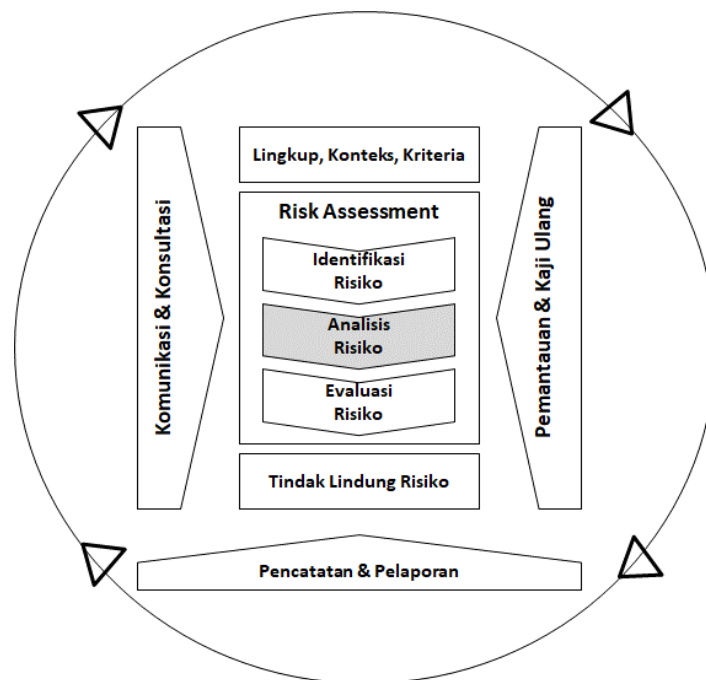 Lingkup, Konteks, Kriteria
Komunikasi & Konsultasi
Risk Assessment
Identifikasi
Risiko
Analisis
Risiko
Evaluasi
Risiko
Pemantauan & Kaji Ulang
Tindak Lindung Risiko
Pencatatan & Pelaporan